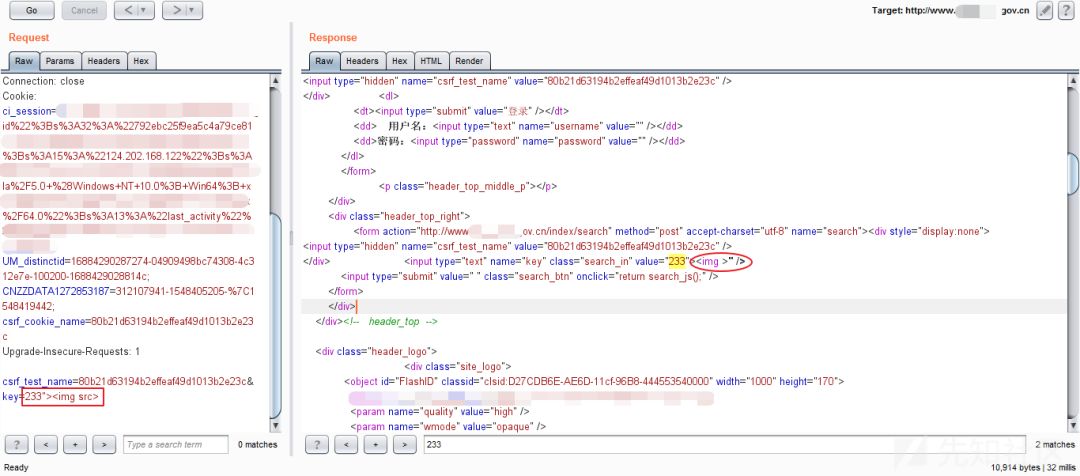 Go Cancel < ▼ > ▼ Target: http://www. gov.cn ?
Request
Raw Params Headers Hex
Connection: close
Cookie:
ci_session=
id%22%3Bs%3A32%3A%22792ebc25f9ea5c4a79ce81
%3Bs%3A15%3A%22124.202.168.122%22%3Bs%3A
la%2F5.0+%28Windows+NT+10.0%3B+Win64%3B+x
%2F64.0%22%3Bs%3A13%3A%22last_activity%22%
UM_distinctid=16884290287274-04909498bc74308-4c
312e7e-100200-1688429028814c;
CNZZDATA1272853187=312107941-1548405205-%7C1
548419442;
csrf_cookie_name=80b21d63194b2effeaf49d1013b2e23
c
Upgrade-Insecure-Requests: 1
csrf_test_name=80b21d63194b2effeaf49d1013b2e23c&
key=233"><img src>
? < + > Type a search term 0 matches
Response
Raw Headers Hex HTML Render
<input type="hidden" name="csrf_test_name" value="80b21d63194b2effeaf49d1013b2e23c" />
</div> <dl>
<dt><input type="submit" value="登录" /></dt>
<dd> 用户名：<input type="text" name="username" value="" /></dd>
<dd>密码：<input type="password" name="password" value="" /></dd>
</dl>
</form>
<p class="header_top_middle_p"></p>
</div>
<div class="header_top_right">
<form action="http://www ov.cn/index/search" method="post" accept-charset="utf-8" name="search"><div style="display:none">
<input type="hidden" name="csrf_test_name" value="80b21d63194b2effeaf49d1013b2e23c" />
</div> <input type="text" name="key" class="search_in" value="233"><img >" />
<input type="submit" value=" " class="search_btn" onclick="return search_js();" />
</form>
</div>
</div><!-- header_top -->
<div class="header_logo">
<div class="site_logo">
<object id="FlashID" classid="clsid:D27CDB6E-AE6D-11cf-96B8-444553540000" width="1000" height="170">
<param name="quality" value="high" />
<param name="wmode" value="opaque" />
? < + > 233 2 matches
先知社区
Ready 10,914 bytes | 32 millis